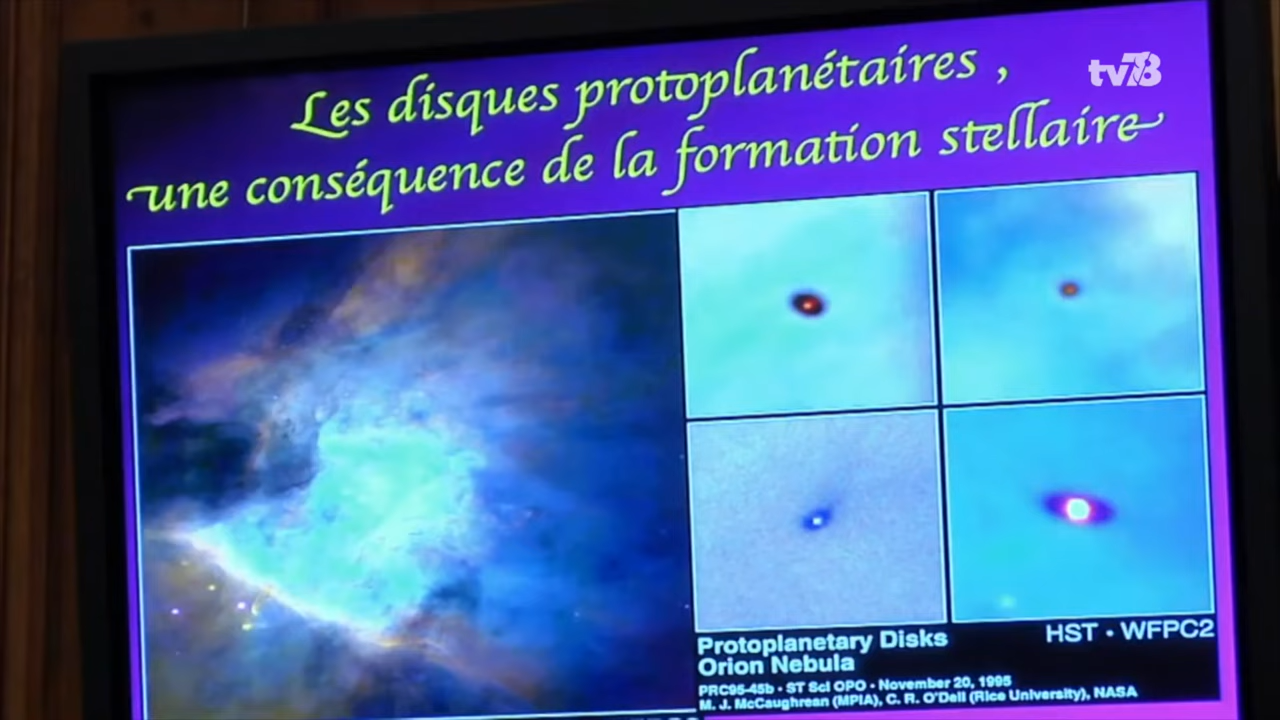 tv78
Les disques protoplanétaires ,
une conséquence de la formation stellaire
Protoplanetary Disks
Orion Nebula
HST · WFPC2
PRC95-45b · ST ScI OPO · November 20, 1995
M. J. McCaughrean (MPIA), C. R. O'Dell (Rice University), NASA